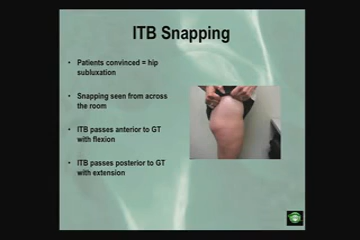 ITB Snapping
• Patients convinced = hip
subluxation
• Snapping seen from across
the room
• ITB passes anterior to GT
with flexion
• ITB passes posterior to GT
with extension